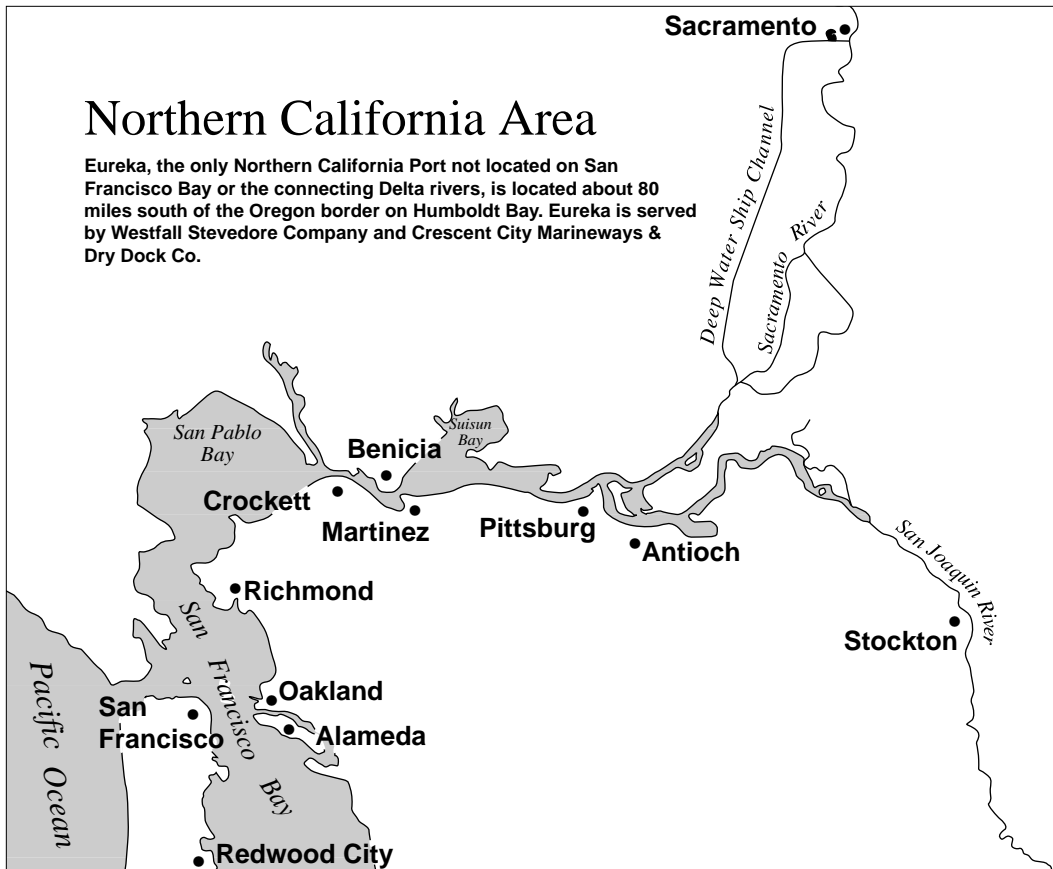 Sacramento
Northern California Area
Eureka, the only Northern California Port not located on San
Francisco Bay or the connecting Delta rivers, is located about 80
miles south of the Oregon border on Humboldt Bay. Eureka is served
by Westfall Stevedore Company and Crescent City Marineways &
Dry Dock Co.
Deep Water Ship Channel
Sacramento River
San Pablo
Bay
Suisun
Bay
Benicia
Crockett
Martinez
Pittsburg
Antioch
San Joaquin River
Richmond
Stockton
San Francisco Bay
Pacific Ocean
Oakland
San
Francisco
Alameda
Redwood City